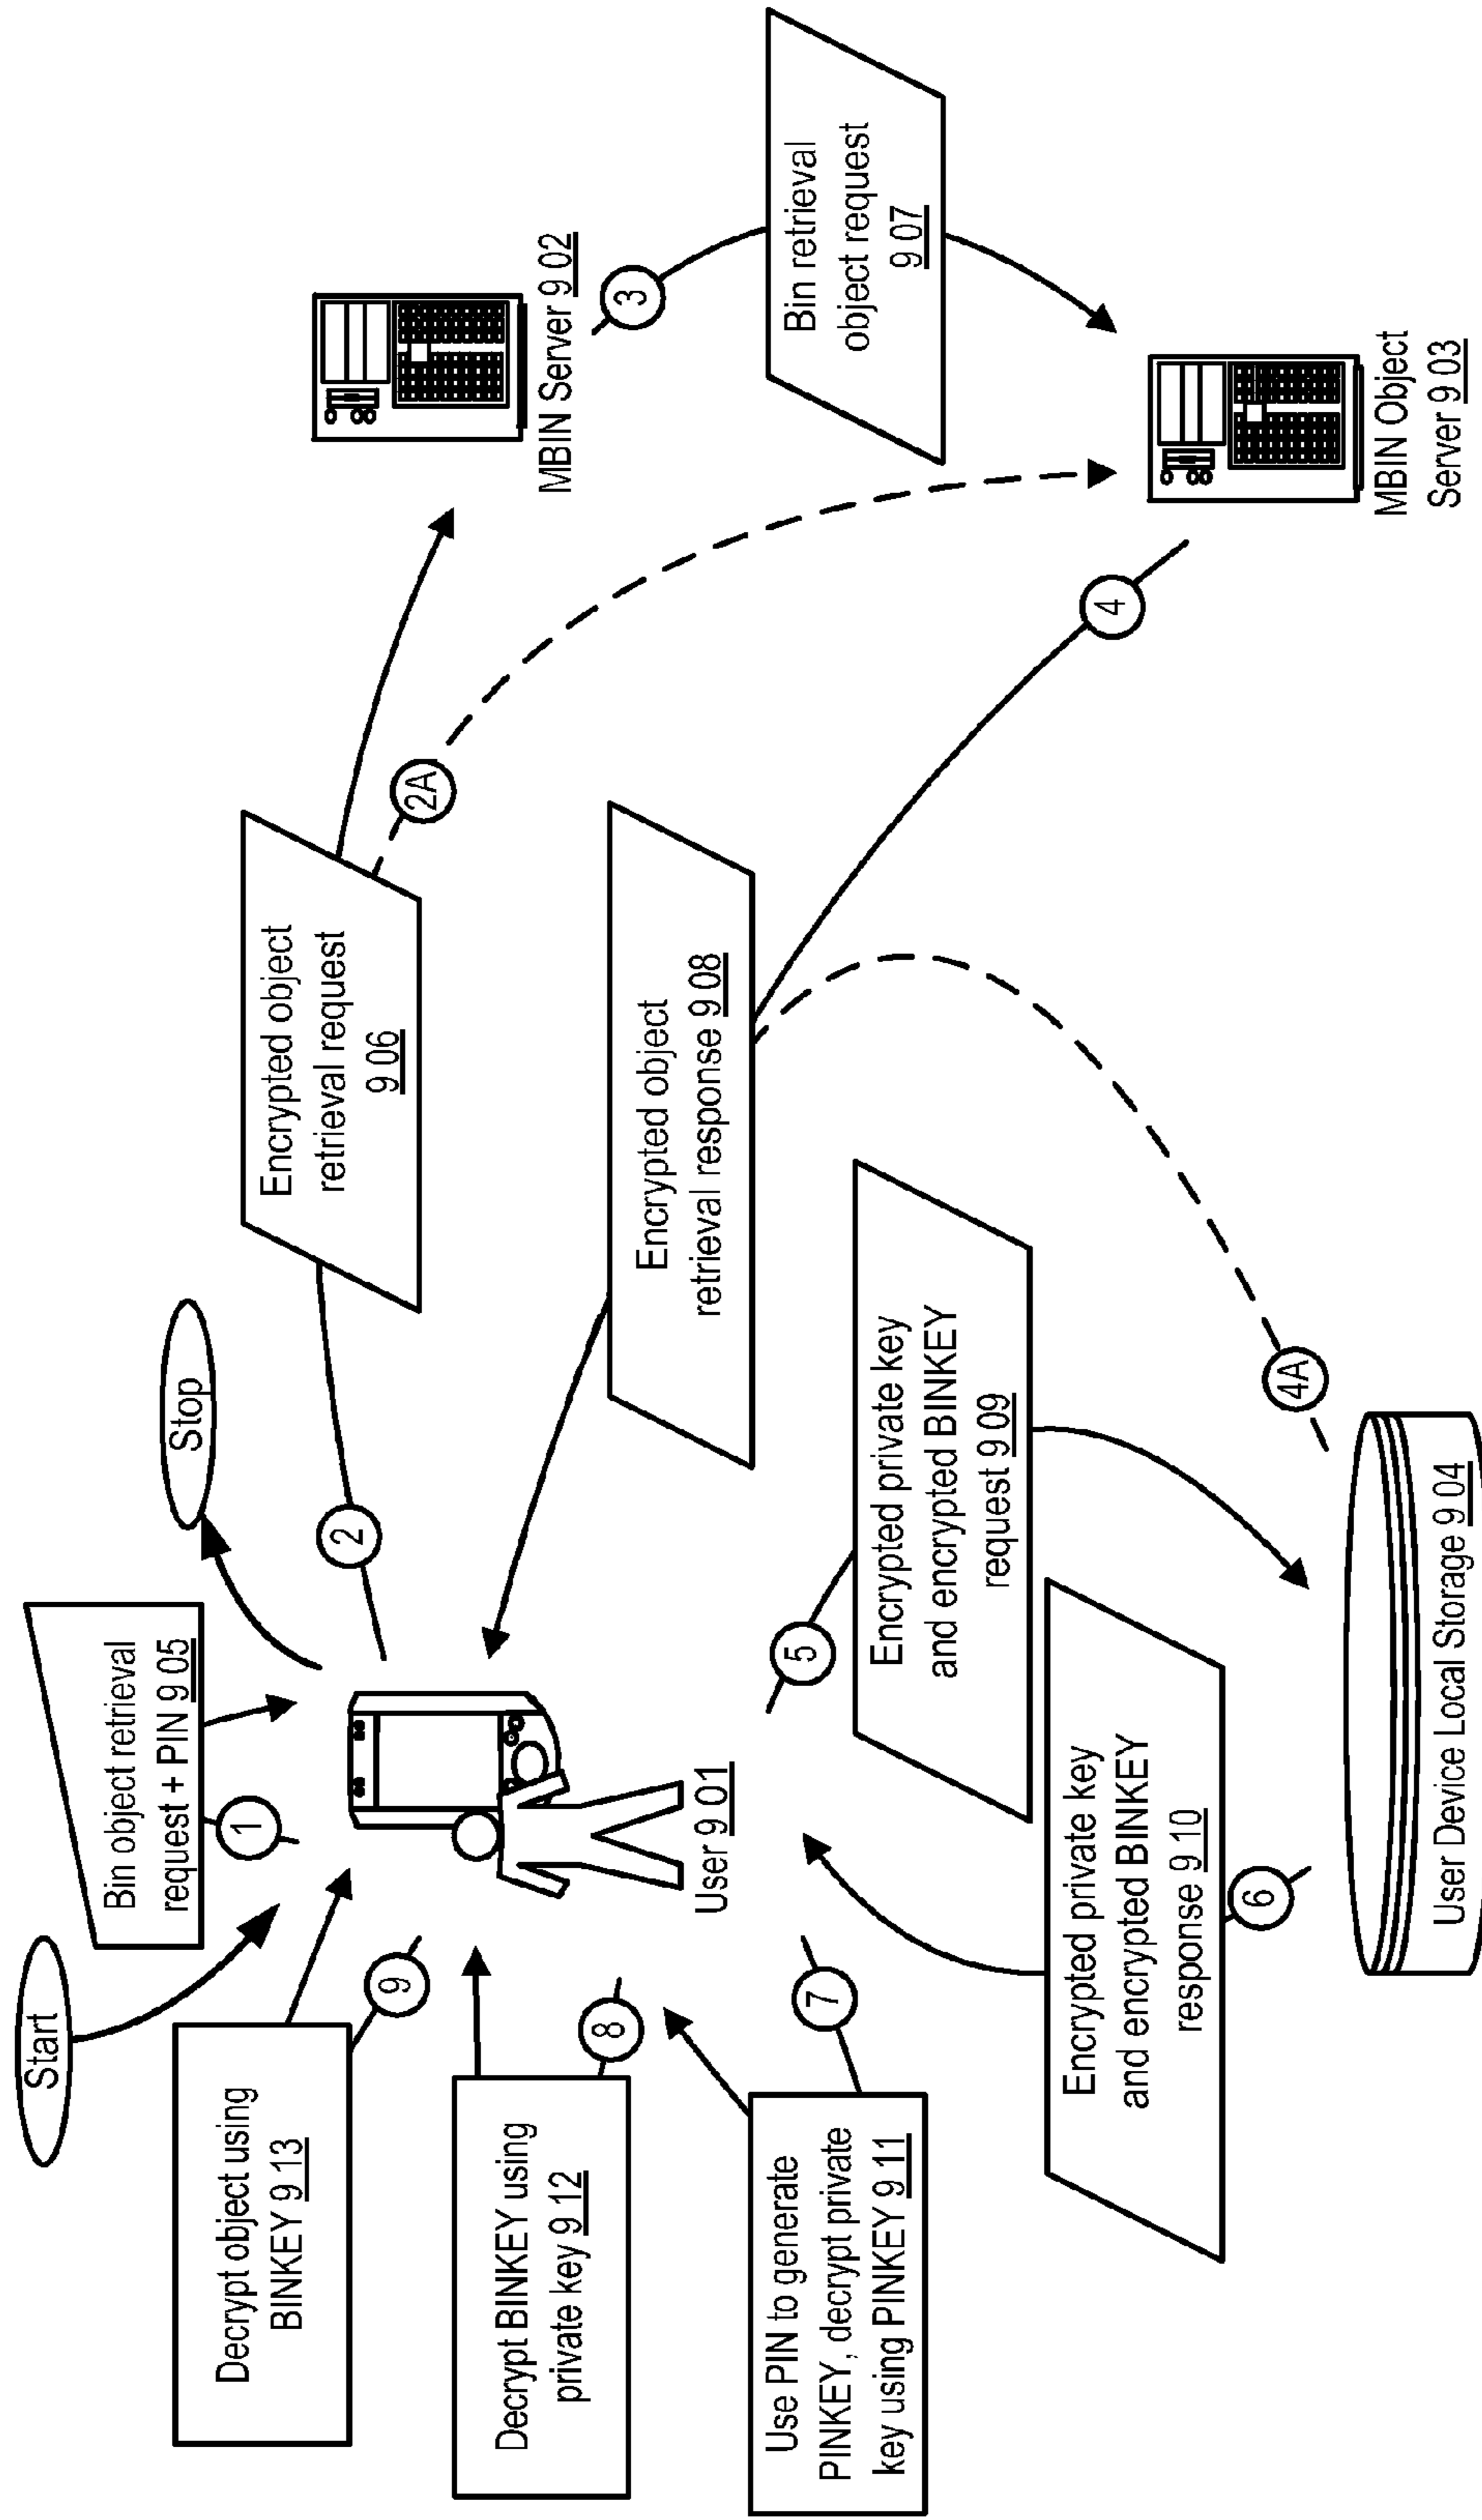 Start
Stop
Bin object retrieval
request + PIN 9 05
1
2
Encrypted object
retrieval request
9 06
2A
MBIN Server 9 02
3
Bin retrieval
object request
9 07
MBIN Object
Server 9 03
4
Encrypted object
retrieval response 9 08
4A
User 9 01
5
Encrypted private key
and encrypted BINKEY
request 9 09
User Device Local Storage 9 04
6
Encrypted private key
and encrypted BINKEY
response 9 10
7
Use PIN to generate
PINKEY, decrypt private
key using PINKEY 9 11
8
Decrypt BINKEY using
private key 9 12
9
Decrypt object using
BINKEY 9 13